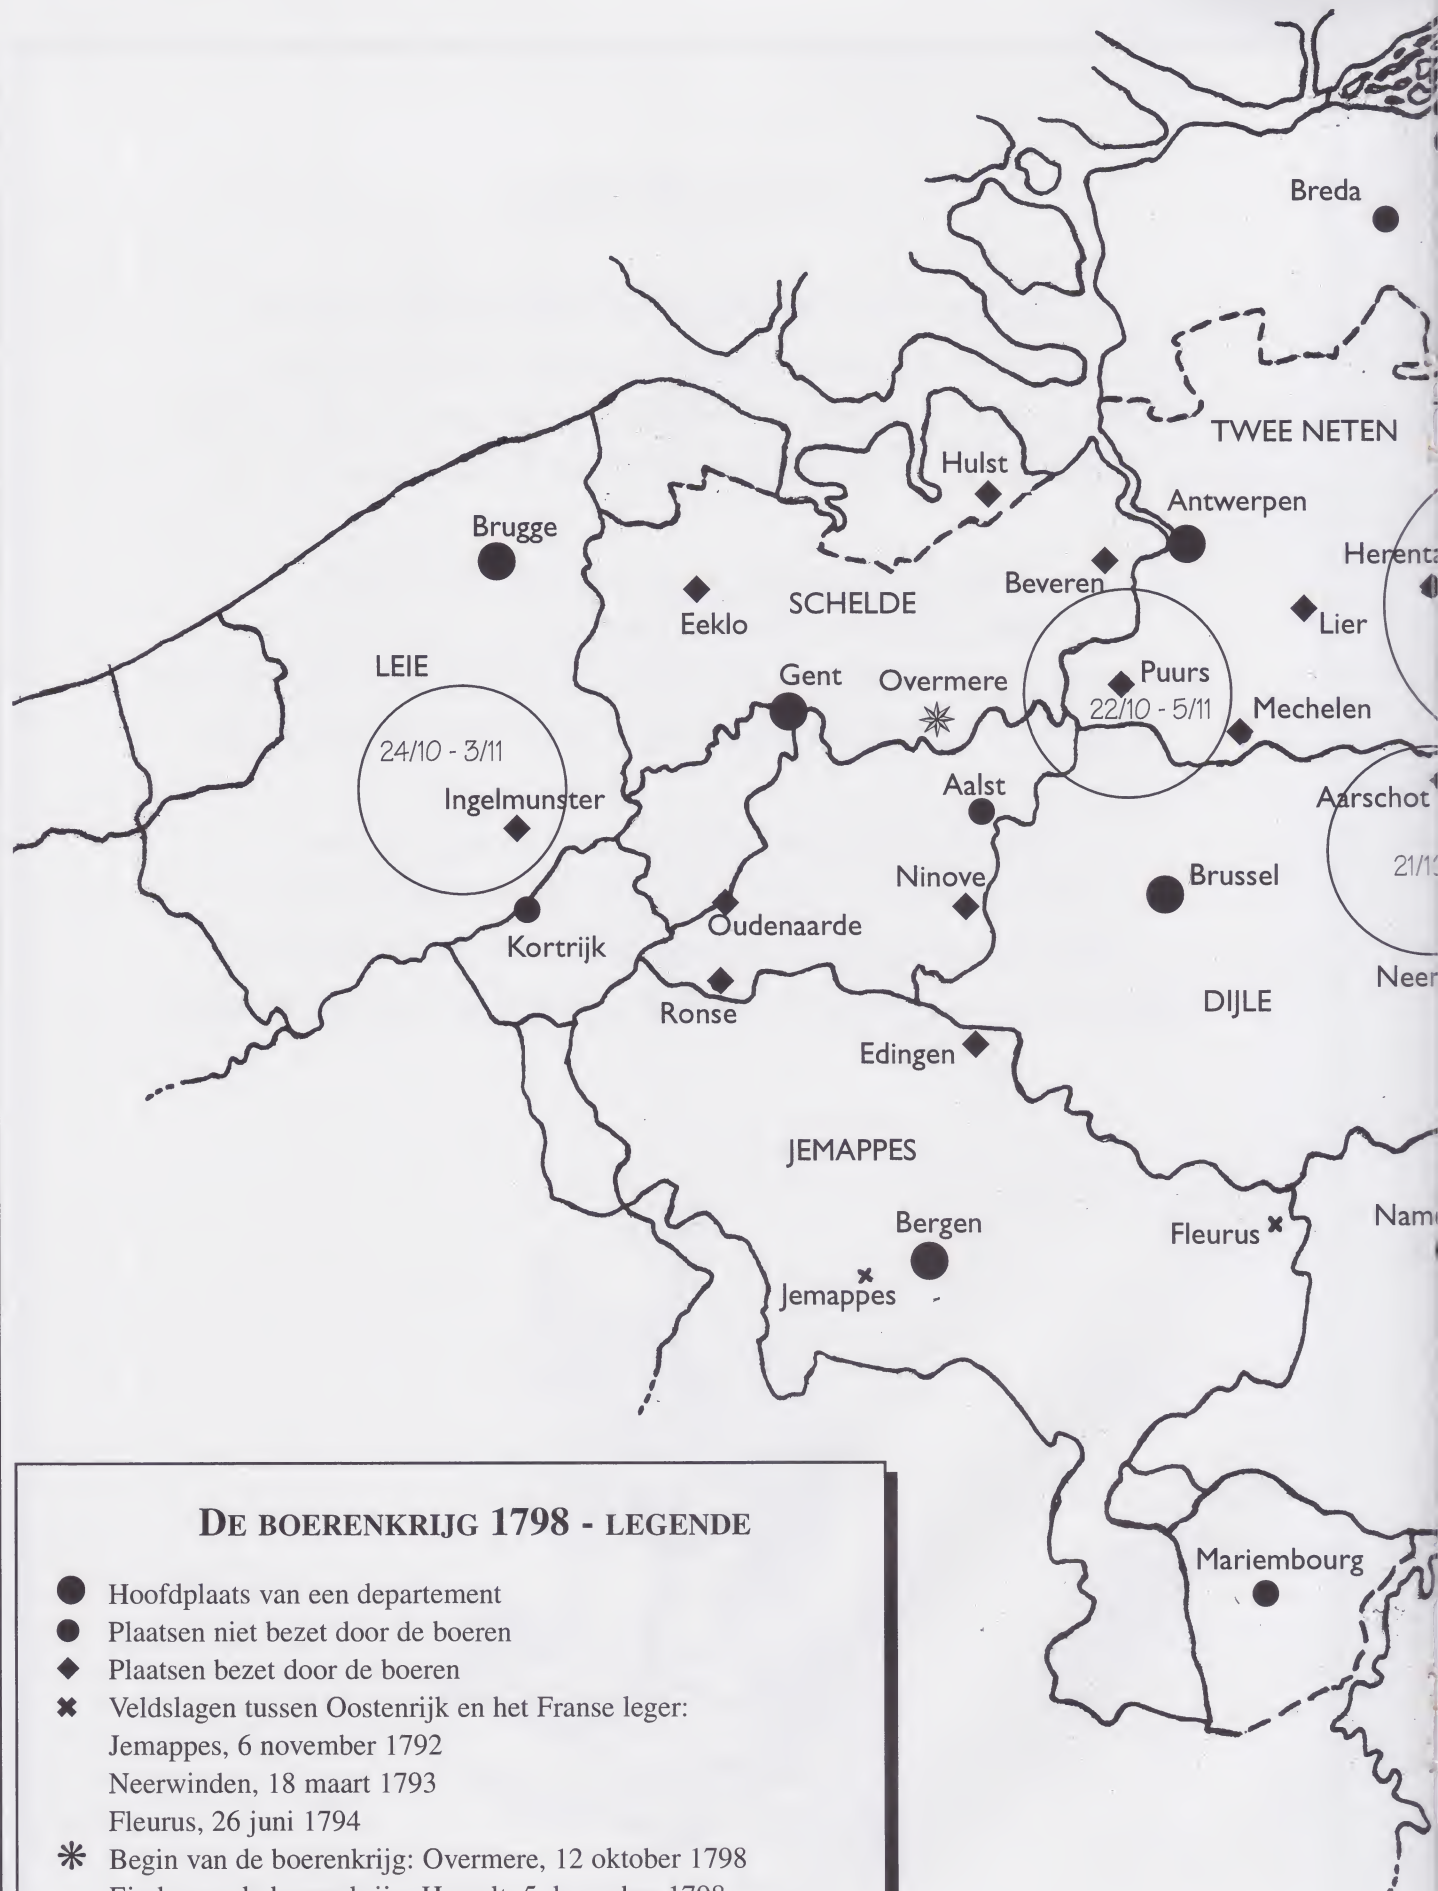 Breda
TWEE NETEN
Hulst
Antwerpen
Brugge
Beveren
Eeklo
SCHELDE
Lier
LEIE
Gent
Overmere
Puurs
22/10 - 5/11
Mechelen
24/10 - 3/11
Ingelmunster
Aalst
Aarschot
Ninove
Brussel
Oudenaarde
Kortrijk
Ronse
DIJLE
Edingen
JEMAPPES
Bergen
Fleurus
Jemappes
Mariembourg
DE BOERENKRIJG 1798 - LEGENDE
Hoofdplaats van een departement
Plaatsen niet bezet door de boeren
Plaatsen bezet door de boeren
Veldslagen tussen Oostenrijk en het Franse leger:
Jemappes, 6 november 1792
Neerwinden, 18 maart 1793
Fleurus, 26 juni 1794
Begin van de boerenkrijg: Overmere, 12 oktober 1798